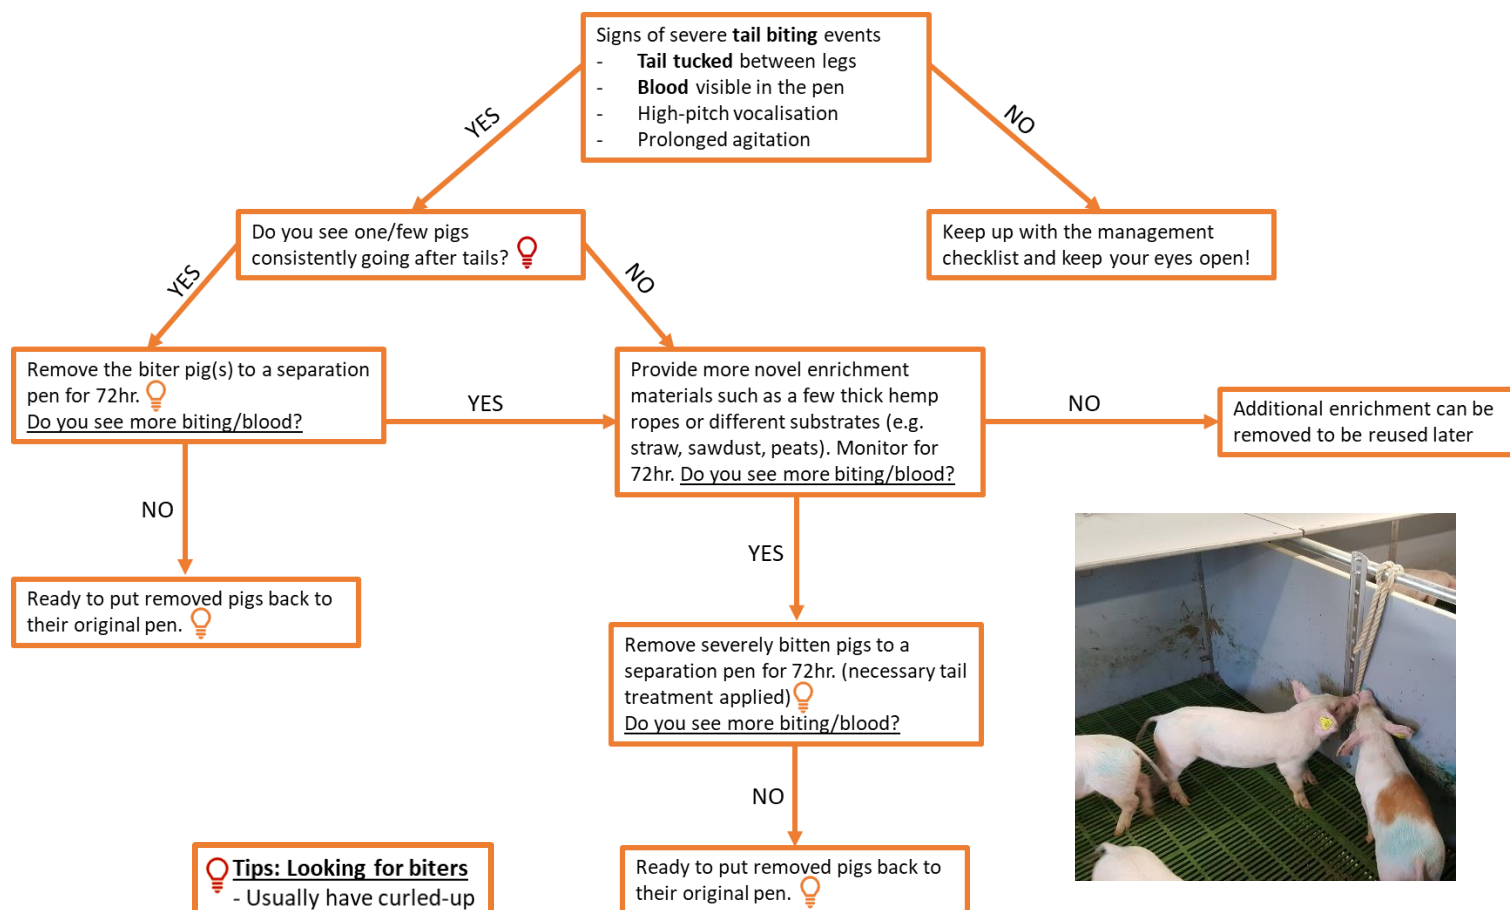 Signs of severe tail biting events
- Tail tucked between legs
- Blood visible in the pen
- High-pitch vocalisation
- Prolonged agitation
YES
NO
Do you see one/few pigs
consistently going after tails?
Keep up with the management
checklist and keep your eyes open!
YES
NO
Remove the biter pig(s) to a separation
pen for 72hr.
Do you see more biting/blood?
YES
Provide more novel enrichment
materials such as a few thick hemp
ropes or different substrates (e.g.
straw, sawdust, peats). Monitor for
72hr. Do you see more biting/blood?
NO
Additional enrichment can be
removed to be reused later
NO
YES
Ready to put removed pigs back to
their original pen.
Remove severely bitten pigs to a
separation pen for 72hr. (necessary tail
treatment applied)
Do you see more biting/blood?
NO
Ready to put removed pigs back to
their original pen.
Tips: Looking for biters
- Usually have curled-up